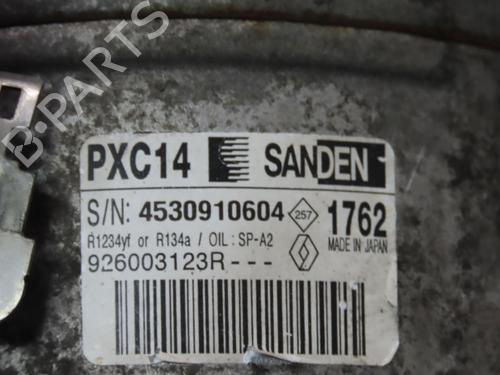 PXC14 SANDEN
S/N: 4530910604 257 1762
R1234yf or R134a / OIL: SP-A2 MADE IN JAPAN
926003123R---
B-PARTS